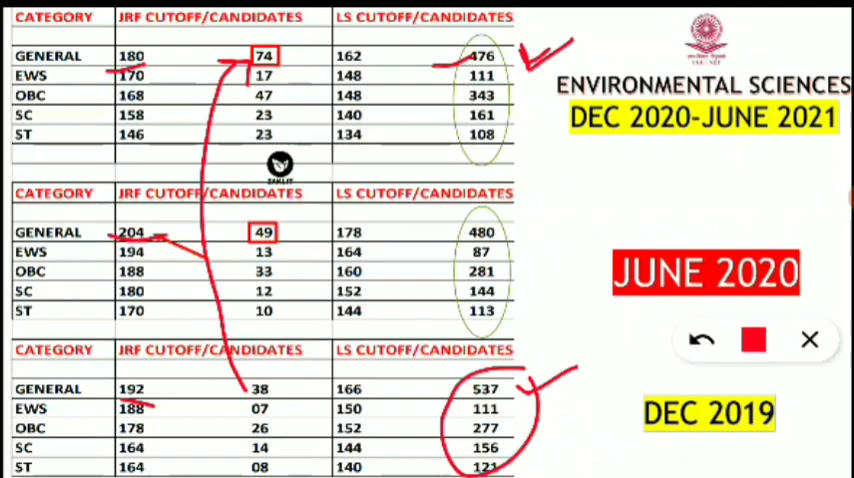 CATEGORY JRF CUTOFF/CANDIDATES LS CUTOFF/CANDIDATES
GENERAL 180 74 162 476
EWS 170 17 148 111
OBC 168 47 148 343
SC 158 23 140 161
ST 146 23 134 108
ZAKLIT
ENVIRONMENTAL SCIENCES
DEC 2020-JUNE 2021
CATEGORY JRF CUTOFF/CANDIDATES LS CUTOFF/CANDIDATES
GENERAL 204 49 178 480
EWS 194 13 164 87
OBC 188 33 160 281
SC 180 12 152 144
ST 170 10 144 113
JUNE 2020
CATEGORY JRF CUTOFF/CANDIDATES LS CUTOFF/CANDIDATES
GENERAL 192 38 166 537
EWS 188 07 150 111
OBC 178 26 152 277
SC 164 14 144 156
ST 164 08 140 121
DEC 2019